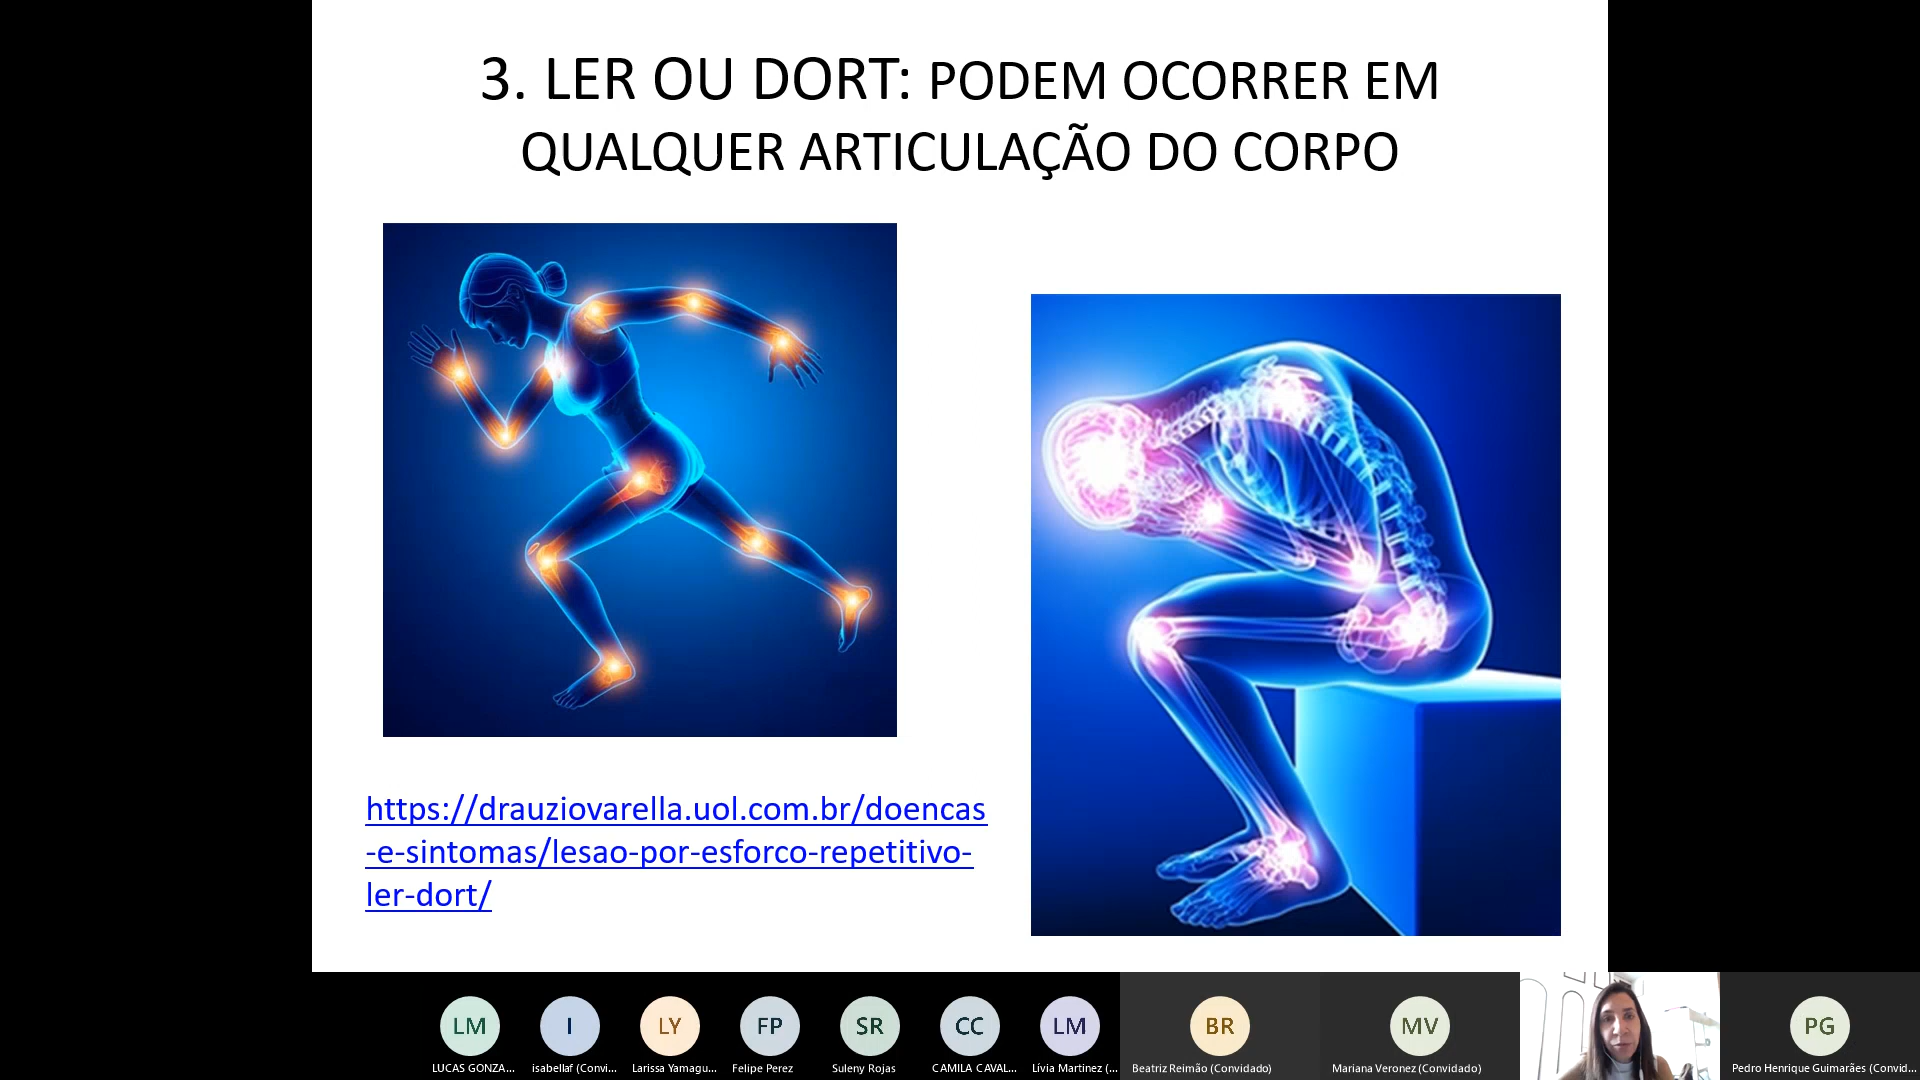 3. LER OU DORT: PODEM OCORRER EM
QUALQUER ARTICULAÇÃO DO CORPO
https://drauziovarella.uol.com.br/doencas
-e-sintomas/lesao-por-esforco-repetitivo-
ler-dort/
LM
I
LY
FP
SR
CC
LM
BR
MV
PG
LUCAS GONZA...
isabellaf (Convi...
Larissa Yamagu...
Felipe Perez
Suleny Rojas
CAMILA CAVAL...
Lívia Martinez (...
Beatriz Reimão (Convidado)
Mariana Veronez (Convidado)
Pedro Henrique Guimarães (Convid...